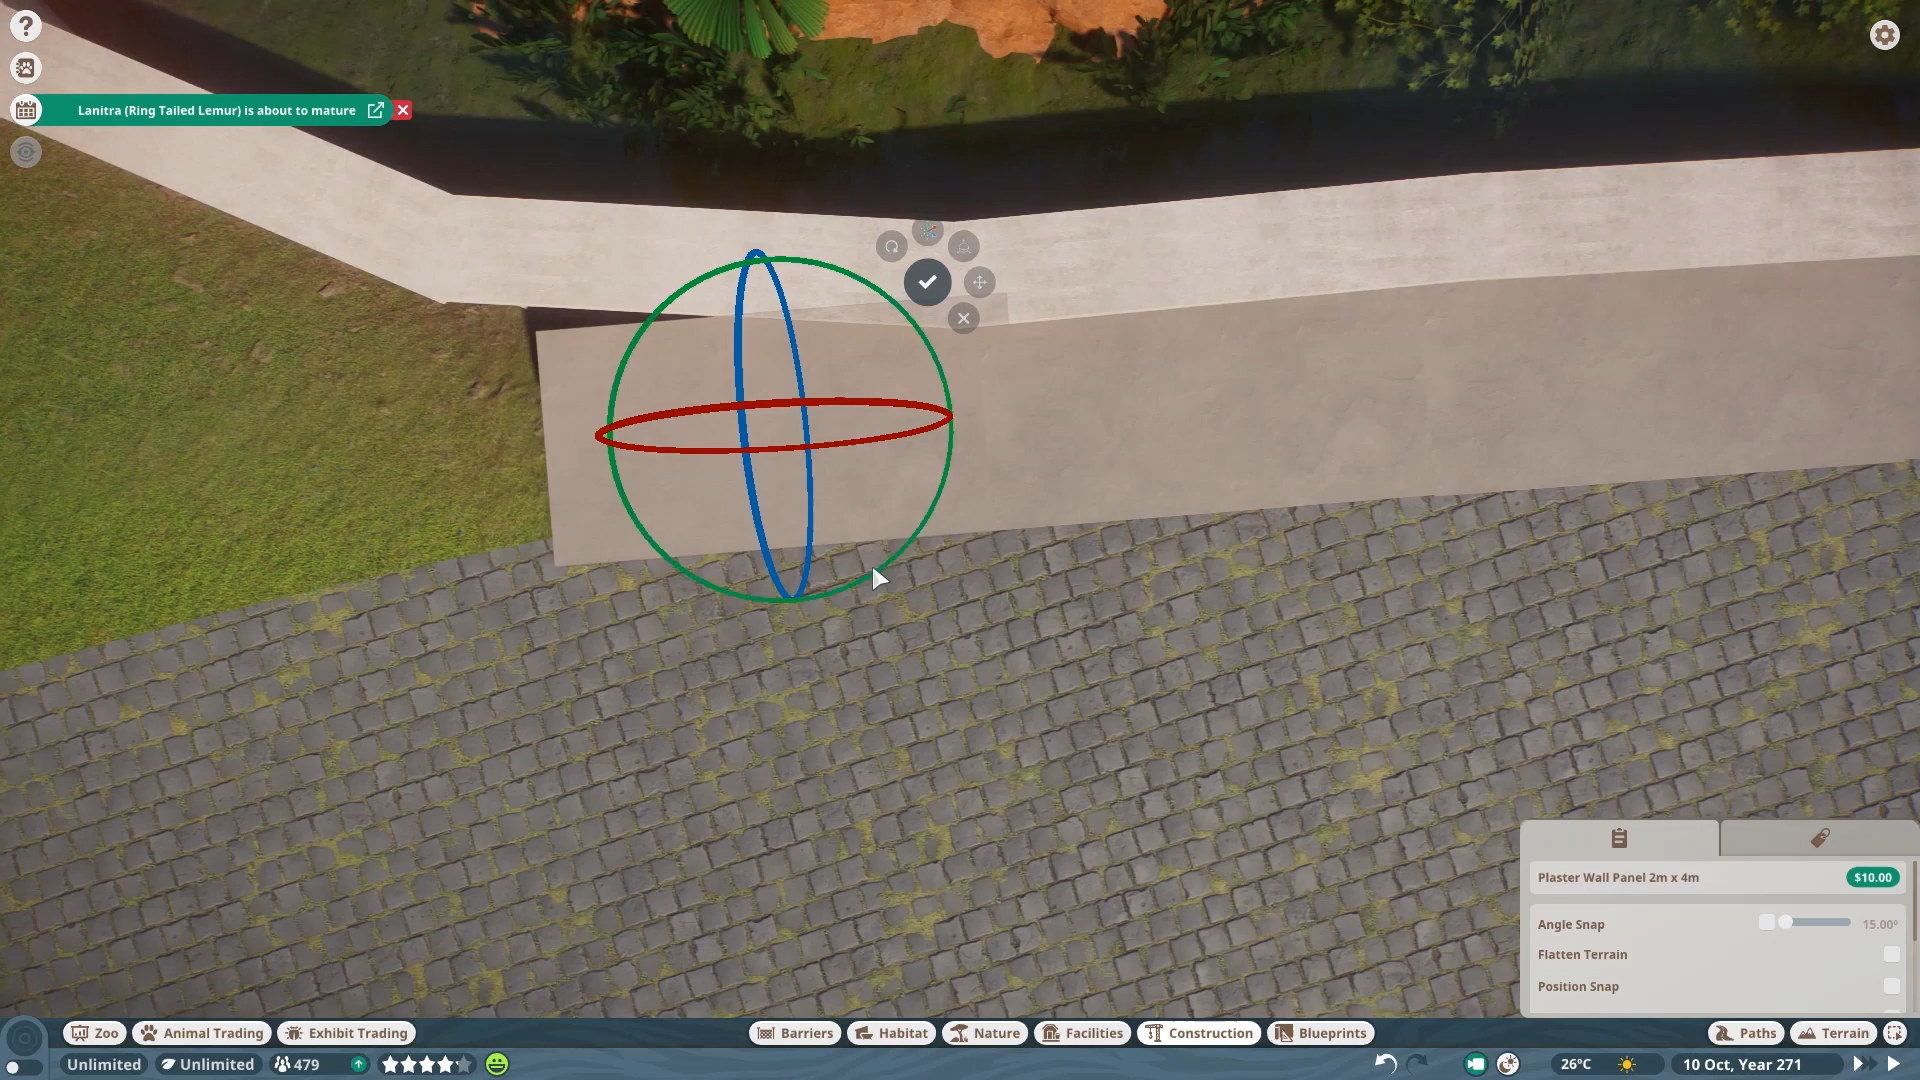 ?
Lanitra (Ring Tailed Lemur) is about to mature
Plaster Wall Panel 2m x 4m $10.00
Angle Snap 15.00°
Flatten Terrain
Position Snap
Zoo Animal Trading Exhibit Trading Barriers Habitat Nature Facilities Construction Blueprints Paths Terrain
Unlimited Unlimited 479 26°C 10 Oct, Year 271